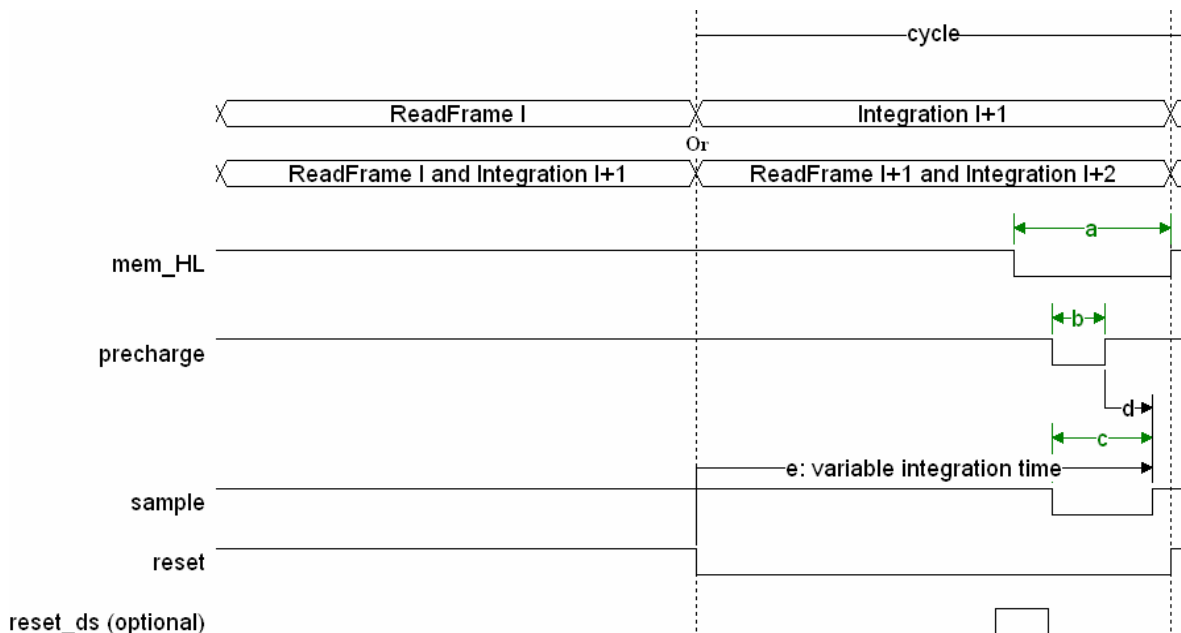 cycle
ReadFrame I
Integration I+1
Or
ReadFrame I and Integration I+1
ReadFrame I+1 and Integration I+2
a
mem_HL
b
precharge
d
c
e: variable integration time
sample
reset
reset_ds (optional)